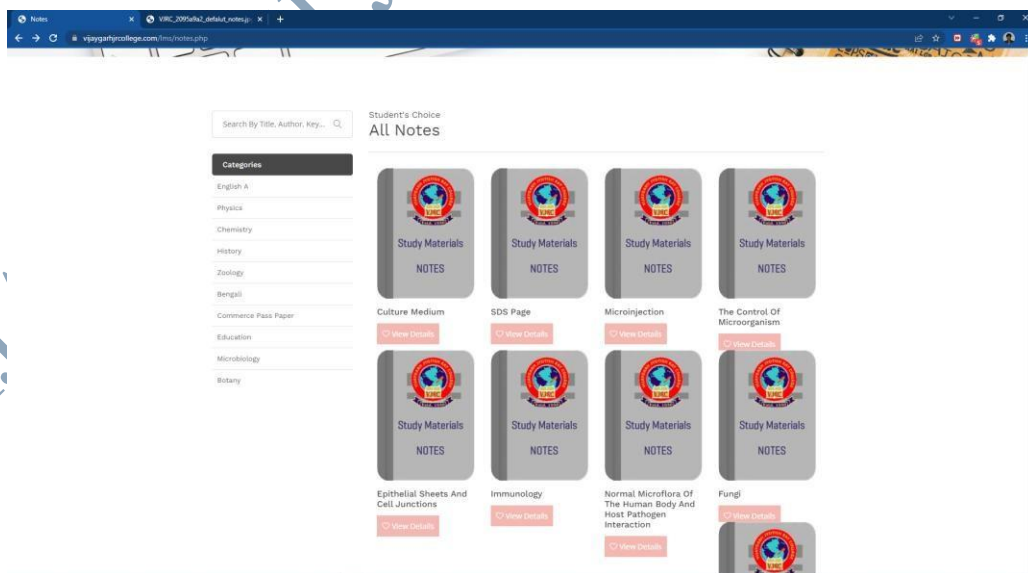 Notes
VJRC_2095a9a2_defalut_notes.jp
vijaygarhjrcollege.com/lms/notes.php
Search By Title, Author, Key...
Student's Choice
All Notes
Categories
English A
Physics
Chemistry
History
Zoology
Bengali
Commerce Pass Paper
Education
Microbiology
Botany
Study Materials
NOTES
Study Materials
NOTES
Study Materials
NOTES
Study Materials
NOTES
Culture Medium
SDS Page
Microinjection
The Control Of
Microorganism
View Details
View Details
View Details
View Details
Study Materials
NOTES
Study Materials
NOTES
Study Materials
NOTES
Study Materials
NOTES
Epithelial Sheets And
Cell Junctions
Immunology
Normal Microflora Of
The Human Body And
Host Pathogen
Interaction
Fungi
View Details
View Details
View Details
View Details